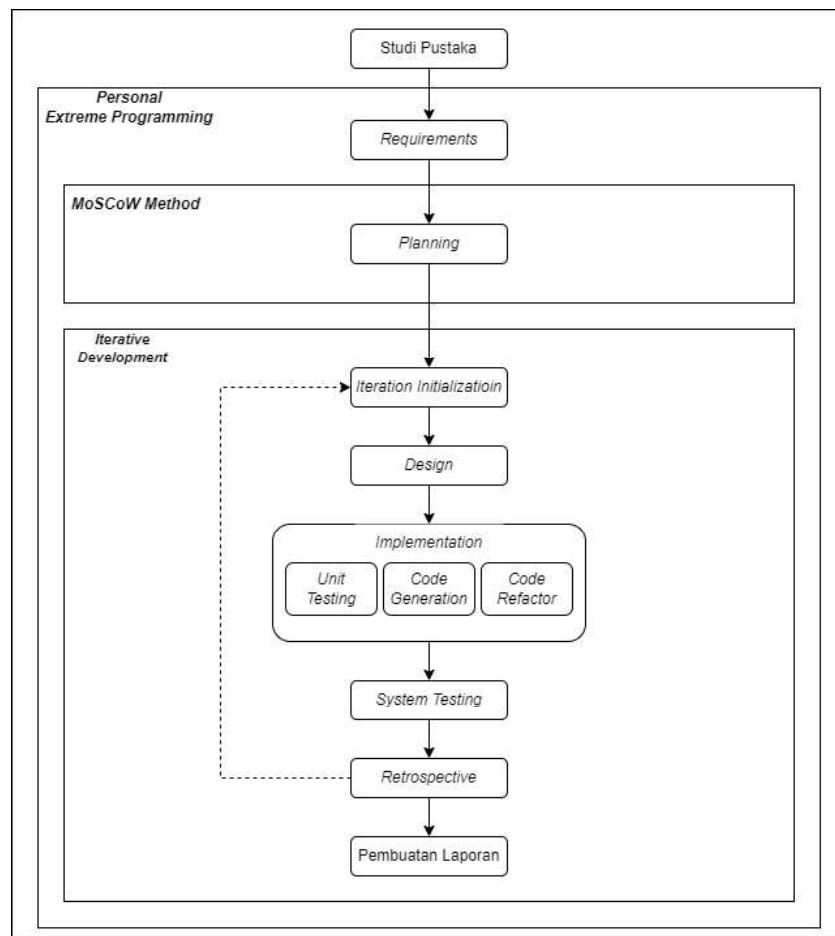 Studi Pustaka
Personal
Extreme Programming
Requirements
MoSCoW Method
Planning
Iterative
Development
Iteration Initializatioin
Design
Implementation
Unit
Testing
Code
Generation
Code
Refactor
System Testing
Retrospective
Pembuatan Laporan